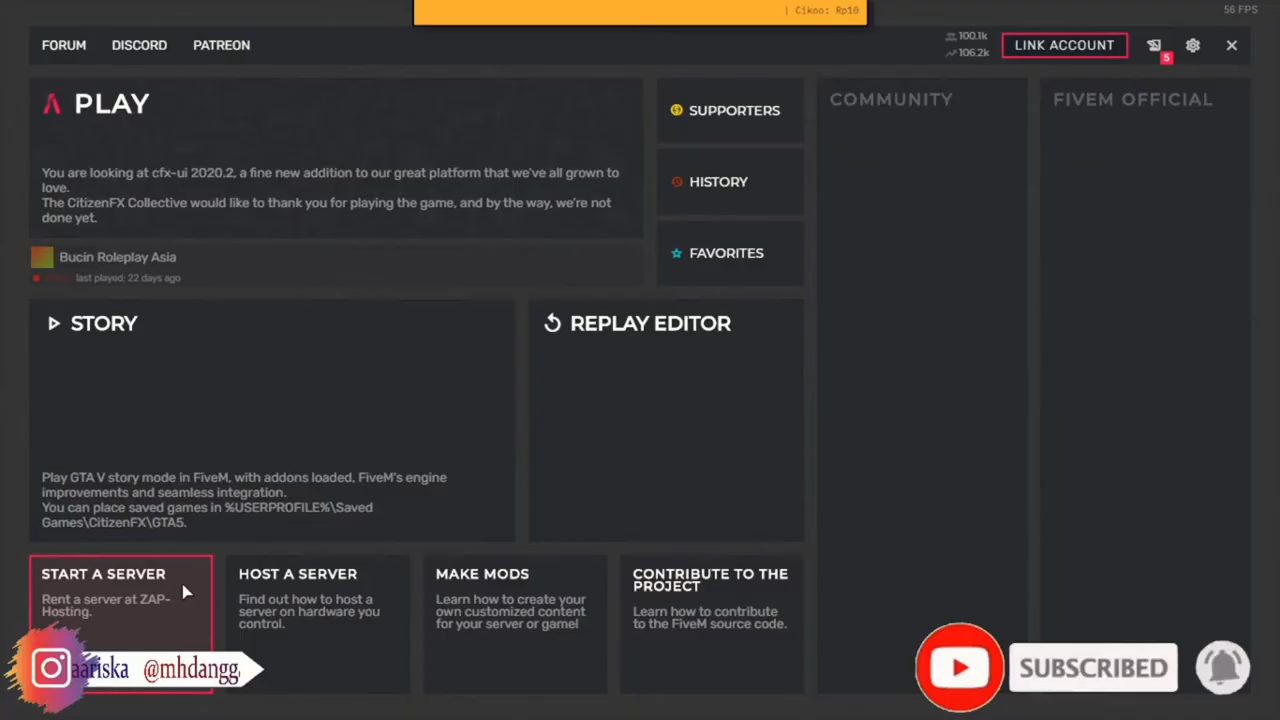 | Cikoo: Rp10
56 FPS
FORUM
DISCORD
PATREON
100.1k
106.2k
LINK ACCOUNT
5
PLAY
You are looking at cfx-ui 2020.2, a fine new addition to our great platform that we've all grown to
love.
The CitizenFX Collective would like to thank you for playing the game, and by the way, we're not
done yet.
Bucin Roleplay Asia
last played: 22 days ago
SUPPORTERS
HISTORY
FAVORITES
COMMUNITY
FIVEM OFFICIAL
STORY
Play GTA V story mode in FiveM, with addons loaded, FiveM's engine
improvements and seamless integration.
You can place saved games in %USERPROFILE%\Saved
Games\CitizenFX\GTA5.
REPLAY EDITOR
START A SERVER
Rent a server at ZAP-
Hosting.
HOST A SERVER
Find out how to host a
server on hardware you
control.
MAKE MODS
Learn how to create your
own customized content
for your server or game!
CONTRIBUTE TO THE
PROJECT
Learn how to contribute
to the FiveM source code.
aariska @mhdangg
SUBSCRIBED